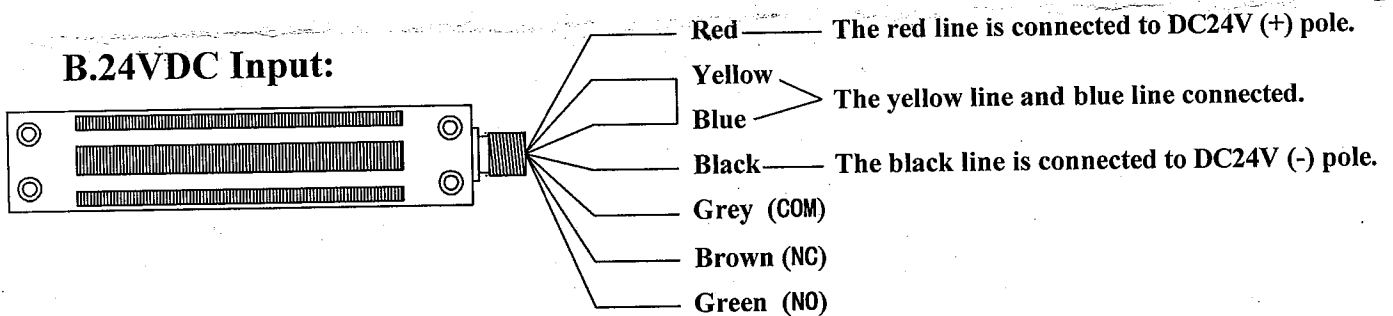 B.24VDC Input:
Red — The red line is connected to DC24V (+) pole.
Yellow
Blue
The yellow line and blue line connected.
Black — The black line is connected to DC24V (-) pole.
Grey (COM)
Brown (NC)
Green (NO)